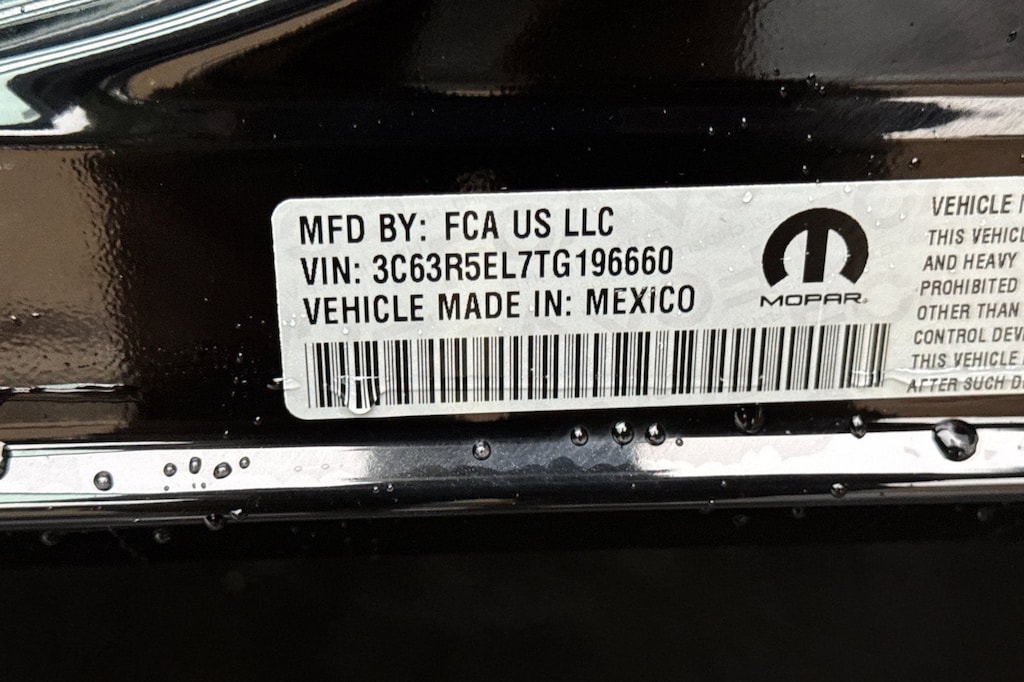 MFD BY: FCA US LLC
VIN: 3C63R5EL7TG196660
VEHICLE MADE IN: MEXICO
MOPAR
VEHICLE
THIS VEHICL
AND HEAVY
PROHIBITED
OTHER THAN
CONTROL DEV
THIS VEHICLE
AFTER SUCH D